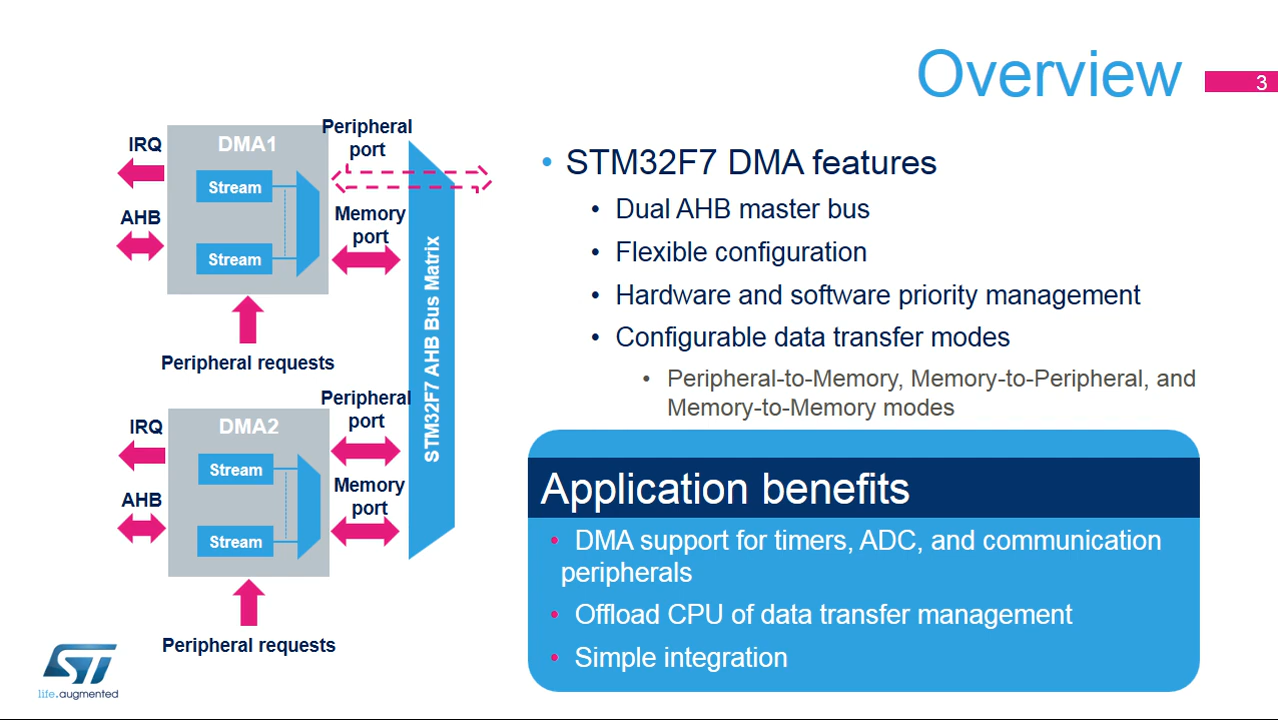 Overview
3
Peripheral
port
IRQ
DMA1
Stream
AHB
Memory
port
Stream
Peripheral requests
STM32F7 AHB Bus Matrix
Peripheral
port
IRQ
DMA2
Stream
Memory
port
AHB
Stream
Peripheral requests
ST
life.augmented
• STM32F7 DMA features
• Dual AHB master bus
• Flexible configuration
• Hardware and software priority management
• Configurable data transfer modes
• Peripheral-to-Memory, Memory-to-Peripheral, and
Memory-to-Memory modes
Application benefits
• DMA support for timers, ADC, and communication
peripherals
• Offload CPU of data transfer management
• Simple integration